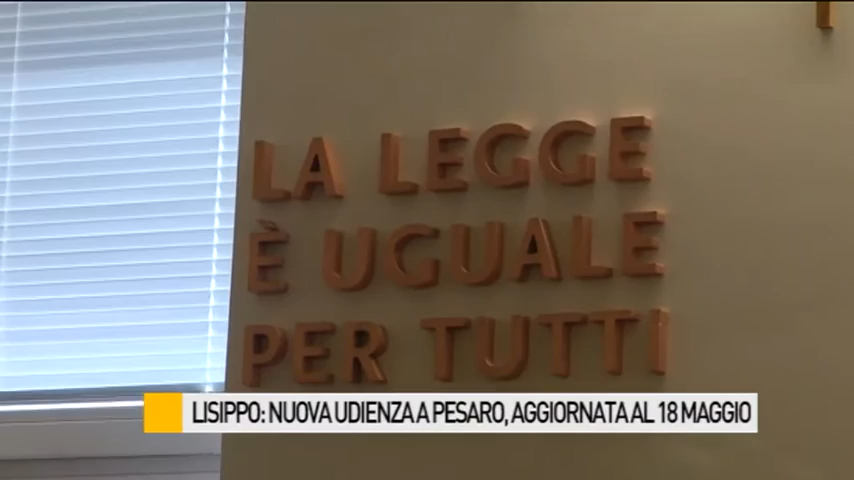 LA LEGGE
È UGUALE
PER TUTTI
LISIPPO: NUOVA UDIENZA A PESARO, AGGIORNATA AL 18 MAGGIO